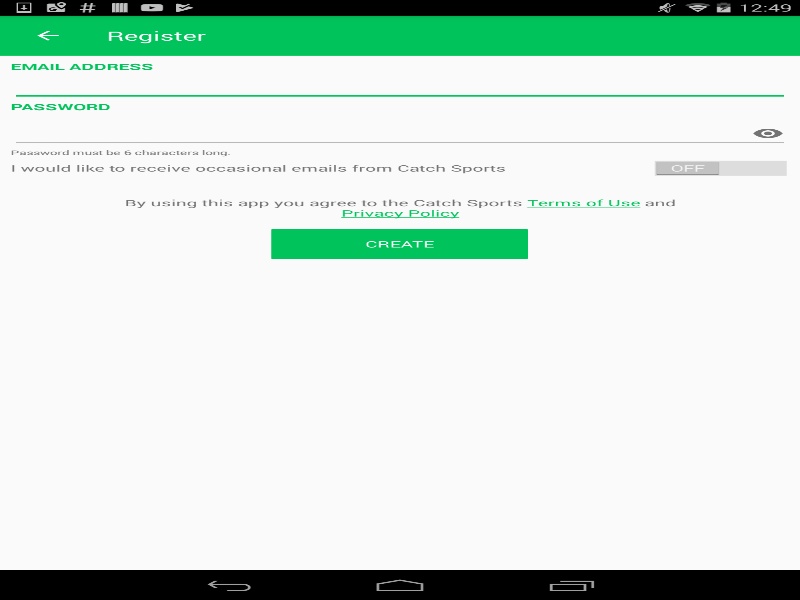 12:49
Register
EMAIL ADDRESS
PASSWORD
Password must be 6 characters long.
I would like to receive occasional emails from Catch Sports
OFF
By using this app you agree to the Catch Sports Terms of Use and
Privacy Policy
CREATE